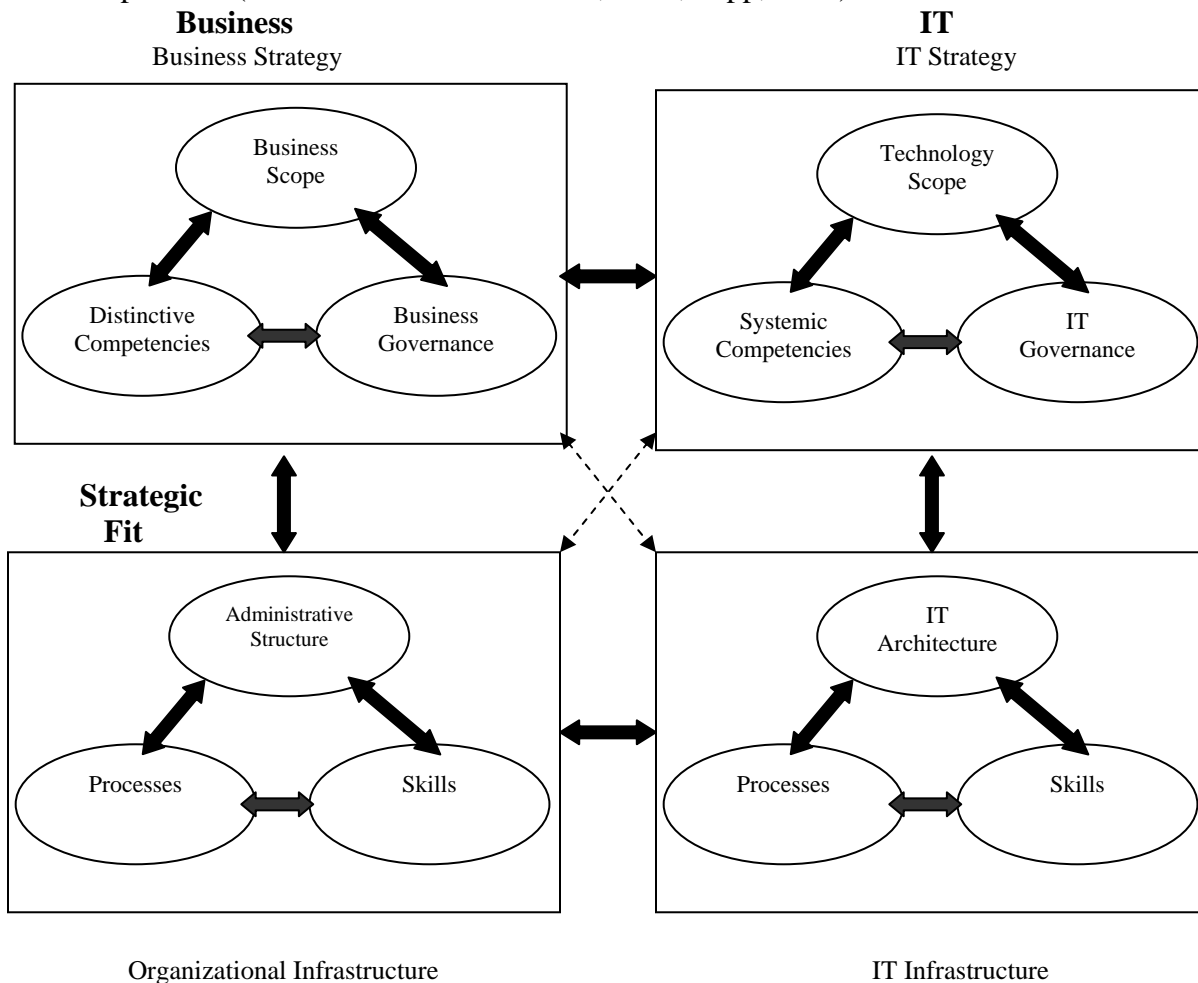 Business
IT
Business Strategy
IT Strategy
Business
Scope
Technology
Scope
Distinctive
Competencies
Business
Governance
Systemic
Competencies
IT
Governance
Strategic
Fit
Administrative
Structure
IT
Architecture
Processes
Skills
Processes
Skills
Organizational Infrastructure
IT Infrastructure